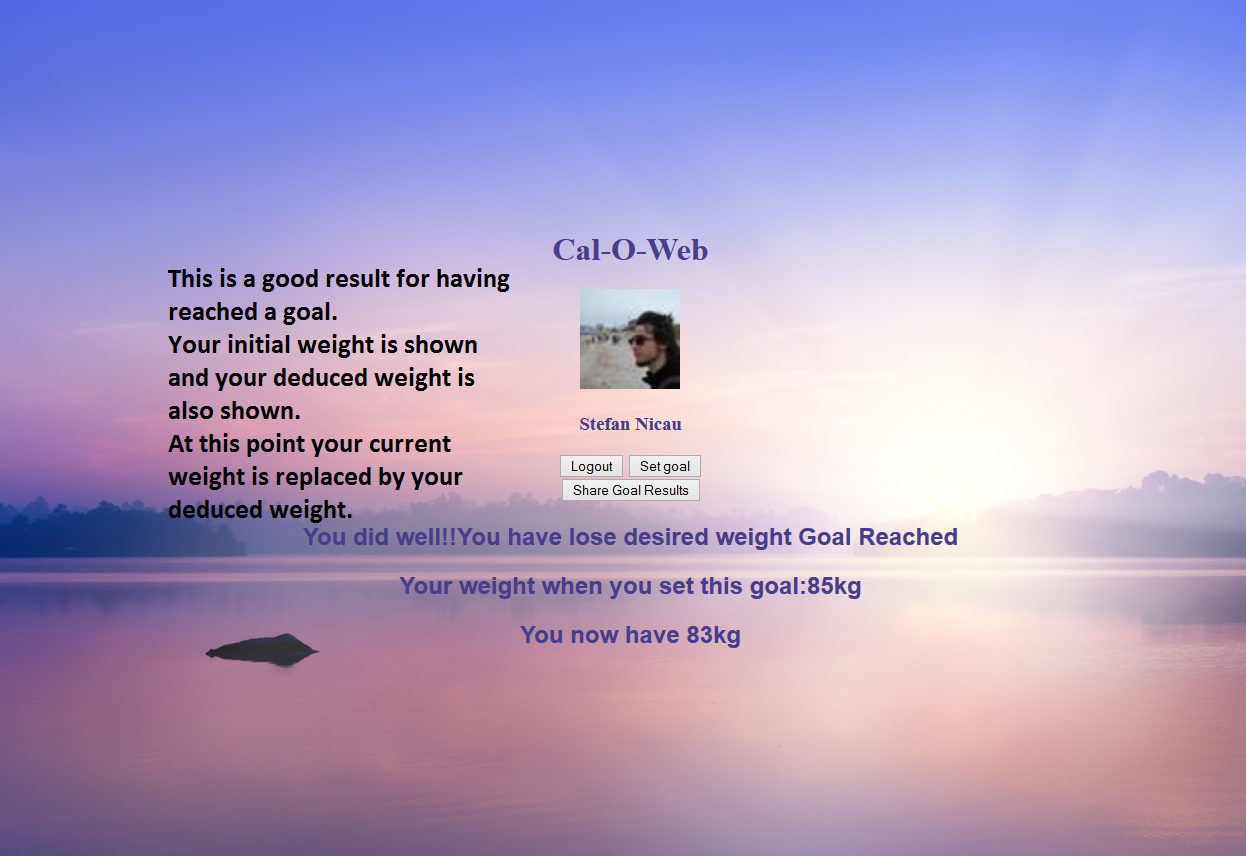 Cal-O-Web
This is a good result for having
reached a goal.
Your initial weight is shown
and your deduced weight is
also shown.
At this point your current
weight is replaced by your
deduced weight.
Stefan Nicau
Logout
Set goal
Share Goal Results
You did well!!You have lose desired weight Goal Reached
Your weight when you set this goal:85kg
You now have 83kg